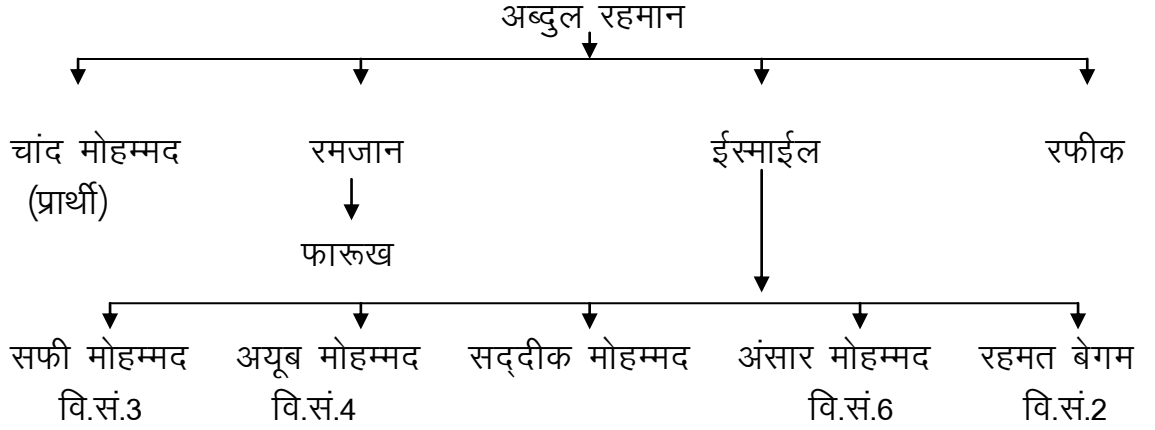 अब्दुल रहमान
चांद मोहम्मद रमजान ईस्माईल रफीक
(प्रार्थी)
फारूख
सफी मोहम्मद अयूब मोहम्मद सद्दीक मोहम्मद अंसार मोहम्मद रहमत बेगम
वि.सं.3 वि.सं.4 वि.सं.6 वि.सं.2